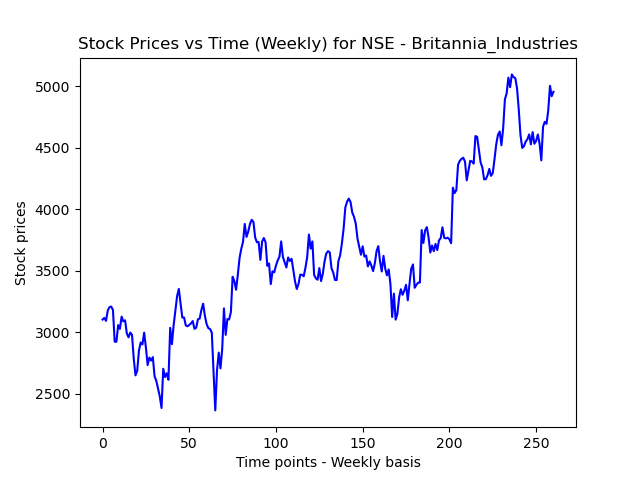 Stock Prices vs Time (Weekly) for NSE - Britannia_Industries
5000
4500
4000
3500
3000
2500
Stock prices
0 50 100 150 200 250
Time points - Weekly basis